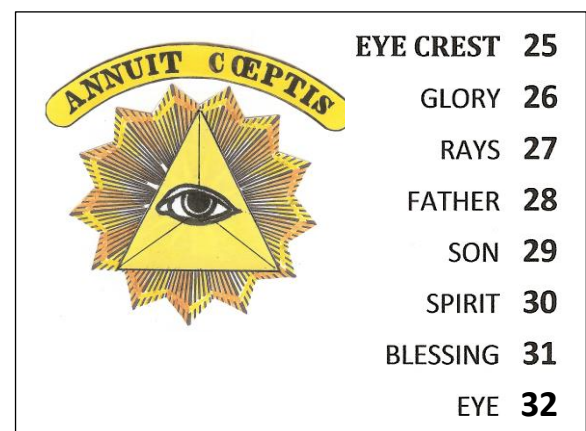 ANNUIT CŒPTIS
EYE CREST 25
GLORY 26
RAYS 27
FATHER 28
SON 29
SPIRIT 30
BLESSING 31
EYE 32